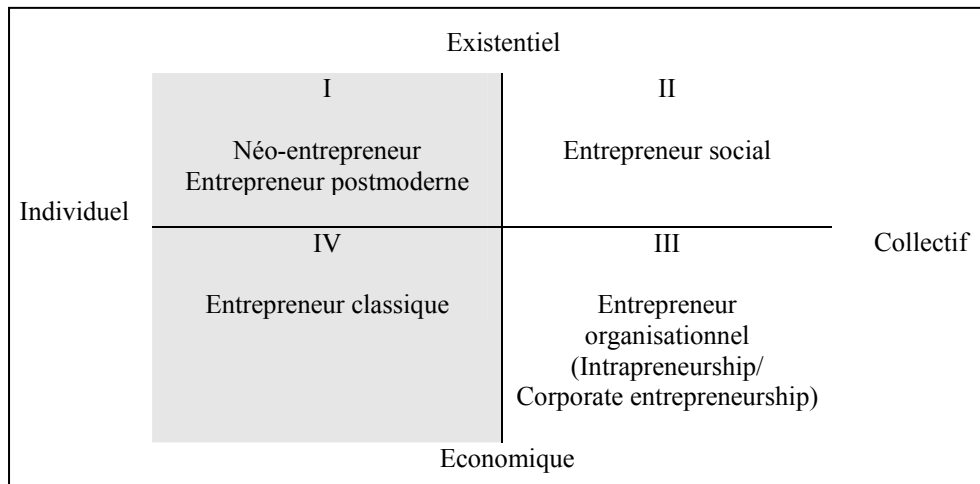 Existentiel
I
II
Néo-entrepreneur
Entrepreneur postmoderne
Entrepreneur social
Individuel
Collectif
IV
III
Entrepreneur classique
Entrepreneur
organisationnel
(Intrapreneurship/
Corporate entrepreneurship)
Economique